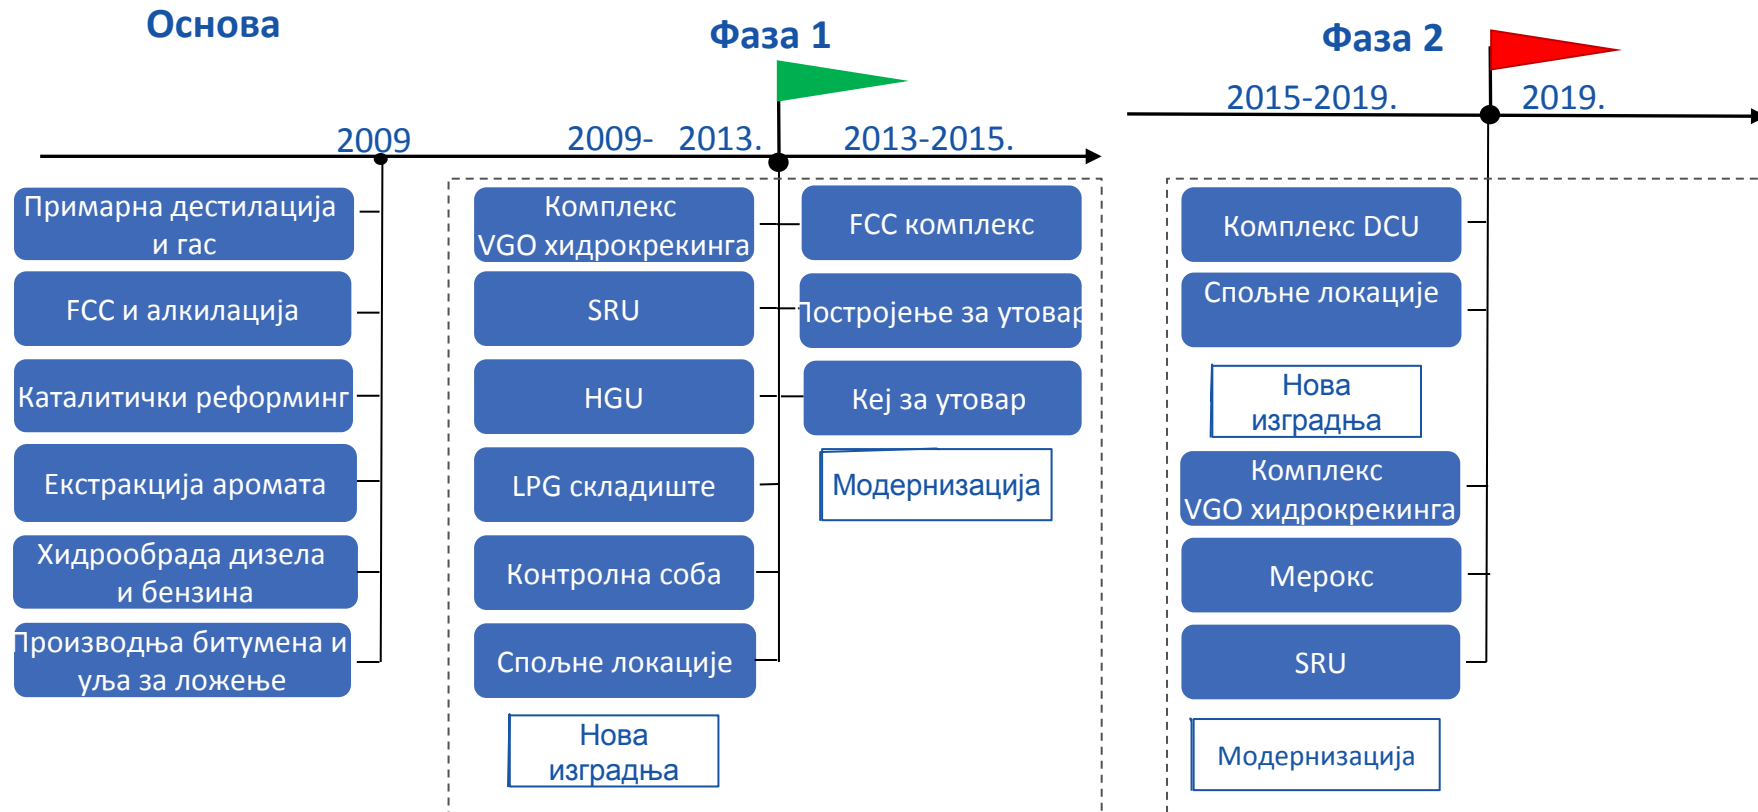 Основа
Фаза 1
Фаза 2
2009
2009- 2013.
2013-2015.
2015-2019.
2019.
Примарна дестилација
и гас
FCC и алкилација
Каталитички реформинг
Екстракција аромата
Хидрообрада дизела
и бензина
Производња битумена и
уља за ложење
Комплекс
VGO хидрокрекинга
SRU
HGU
LPG складиште
Контролна соба
Спољне локације
Нова
изградња
FCC комплекс
Постројење за утовар
Кеј за утовар
Модернизација
Комплекс DCU
Спољне локације
Нова
изградња
Комплекс
VGO хидрокрекинга
Мерокс
SRU
Модернизација